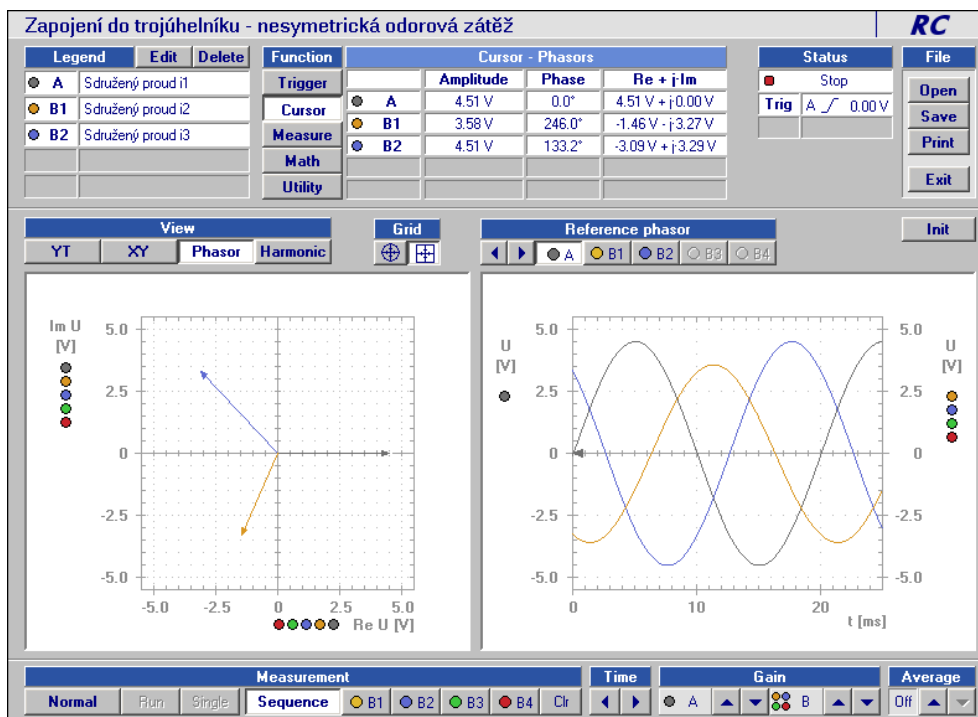 Zapojení do trojúhelníku - nesymetrická odorová zátěž
RC
Legend Edit Delete
A Sdružený proud i1
B1 Sdružený proud i2
B2 Sdružený proud i3
Function
Trigger
Cursor
Measure
Math
Utility
Cursor - Phasors
Amplitude Phase Re + j·Im
A 4.51 V 0.0° 4.51 V + j·0.00 V
B1 3.58 V 246.0° -1.46 V - j·3.27 V
B2 4.51 V 133.2° -3.09 V + j·3.29 V
Status
Stop
Trig A 0.00 V
File
Open
Save
Print
Exit
View
YT XY Phasor Harmonic
Grid
Reference phasor
A B1 B2 B3 B4
Init
Im U
[V]
5.0
2.5
0
-2.5
-5.0
-5.0 -2.5 0 2.5 5.0
Re U [V]
U
[V]
5.0
2.5
0
-2.5
-5.0
0 10 20
t [ms]
5.0
2.5
0
-2.5
-5.0
U
[V]
Measurement
Normal Run Single Sequence B1 B2 B3 B4 Clr
Time
Gain
A B
Average
Off